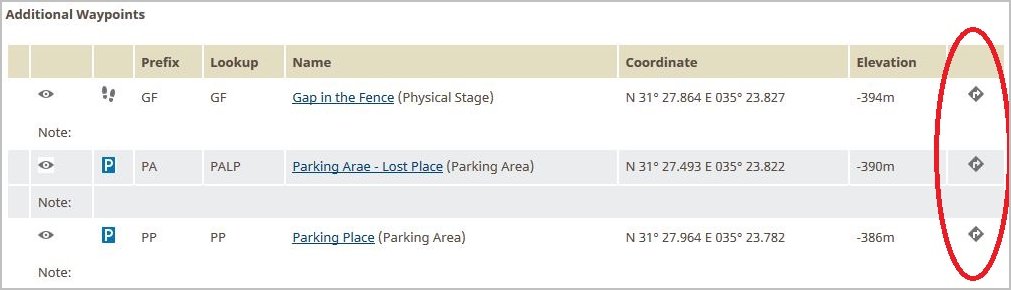 Additional Waypoints
Prefix Lookup Name Coordinate Elevation
GF GF Gap in the Fence (Physical Stage) N 31° 27.864 E 035° 23.827 -394m
Note:
P PA PALP Parking Arae - Lost Place (Parking Area) N 31° 27.493 E 035° 23.822 -390m
Note:
P PP PP Parking Place (Parking Area) N 31° 27.964 E 035° 23.782 -386m
Note: